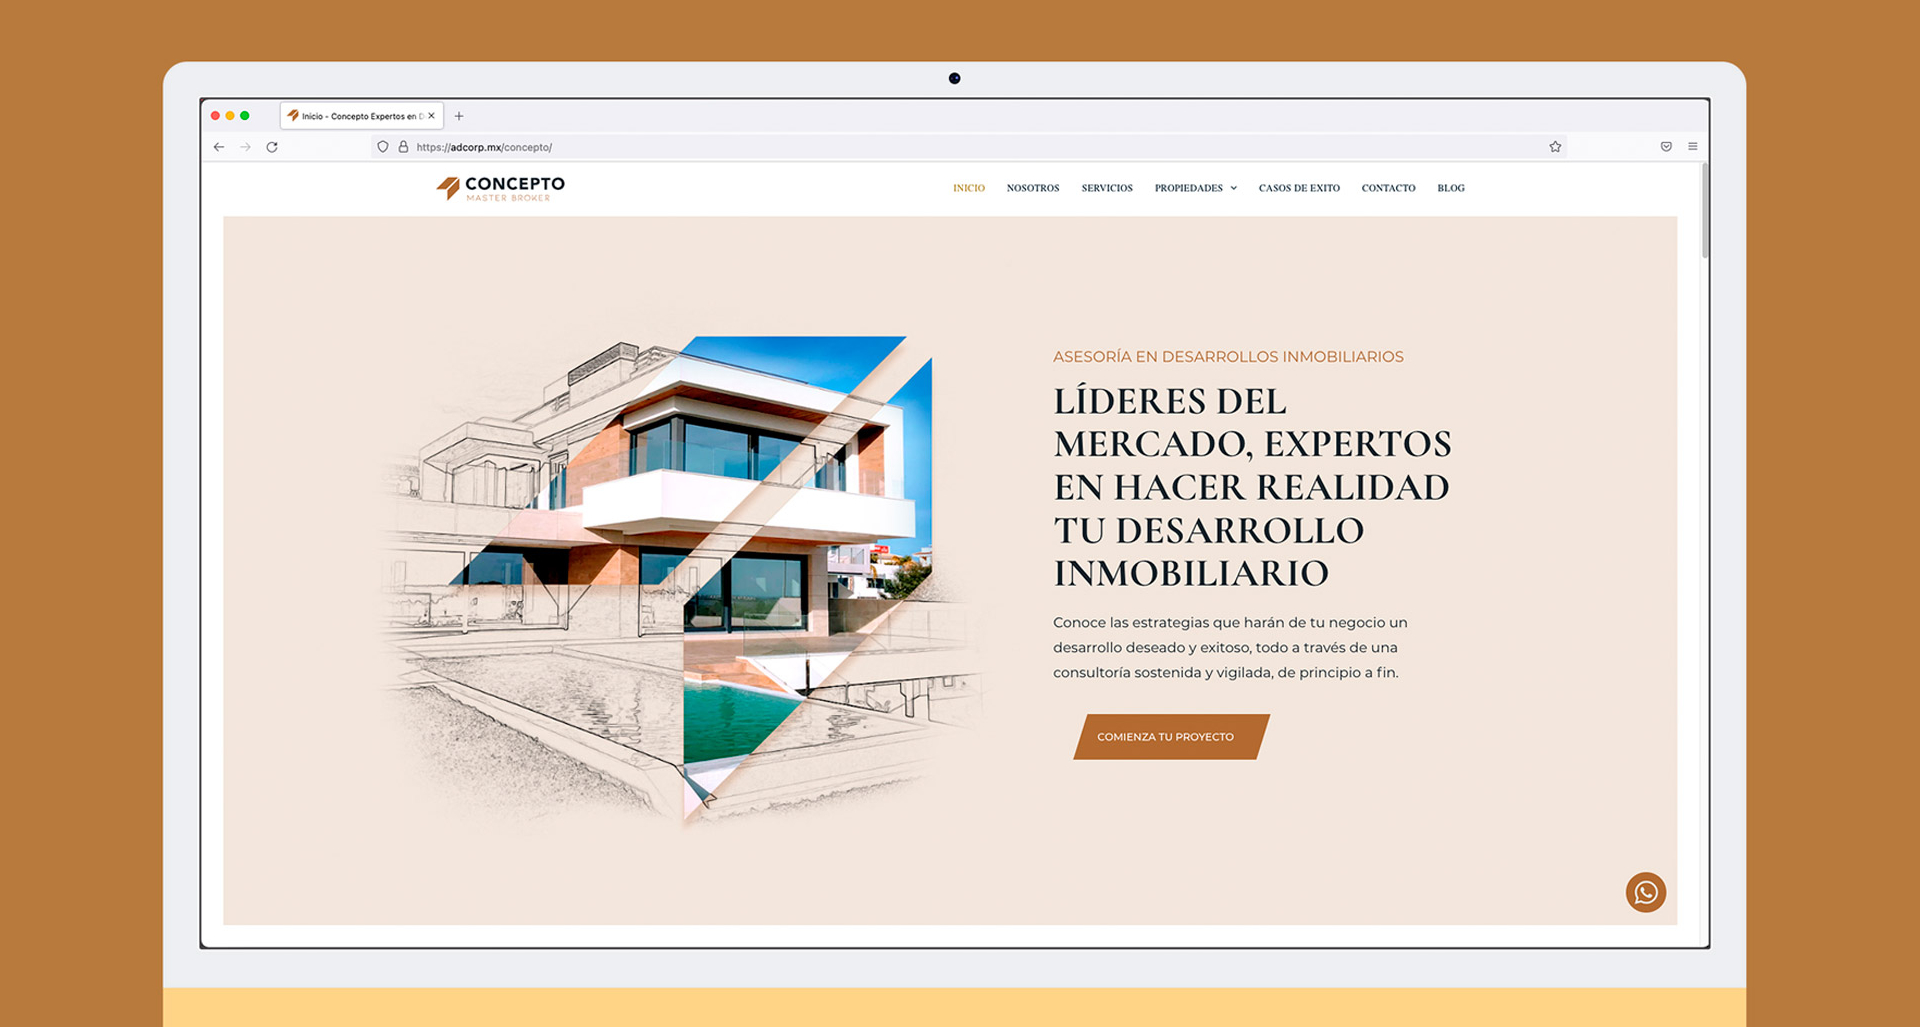 Inicio - Concepto Expertos en D
https://adcorp.mx/concepto/
CONCEPTO
MASTER BROKER
INICIO NOSOTROS SERVICIOS PROPIEDADES CASOS DE EXITO CONTACTO BLOG
ASESORÍA EN DESARROLLOS INMOBILIARIOS
LÍDERES DEL
MERCADO, EXPERTOS
EN HACER REALIDAD
TU DESARROLLO
INMOBILIARIO
Conoce las estrategias que harán de tu negocio un
desarrollo deseado y exitoso, todo a través de una
consultoría sostenida y vigilada, de principio a fin.
COMIENZA TU PROYECTO